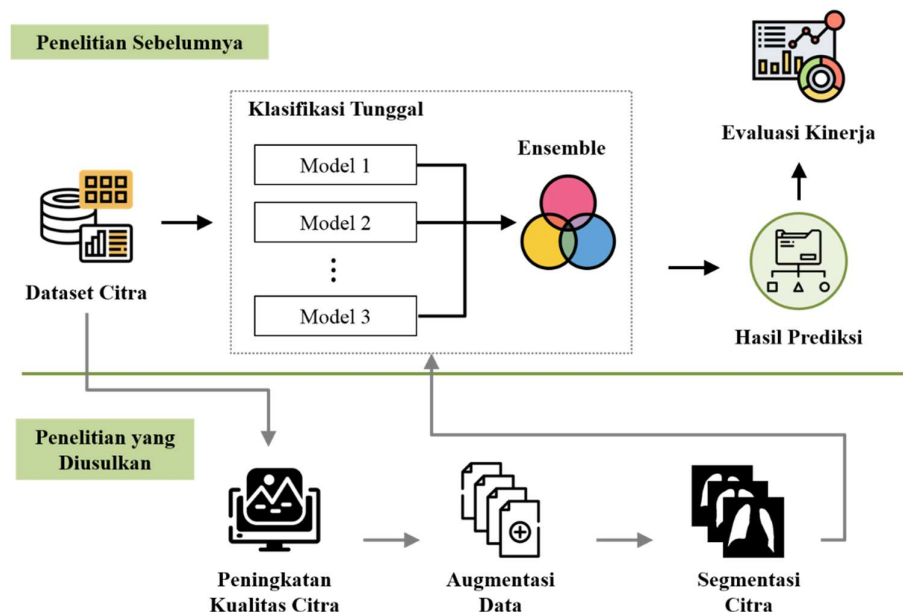 Penelitian Sebelumnya
Klasifikasi Tunggal
Model 1
Model 2
Model 3
Ensemble
Evaluasi Kinerja
Dataset Citra
Hasil Prediksi
Penelitian yang
Diusulkan
Peningkatan
Kualitas Citra
Augmentasi
Data
Segmentasi
Citra